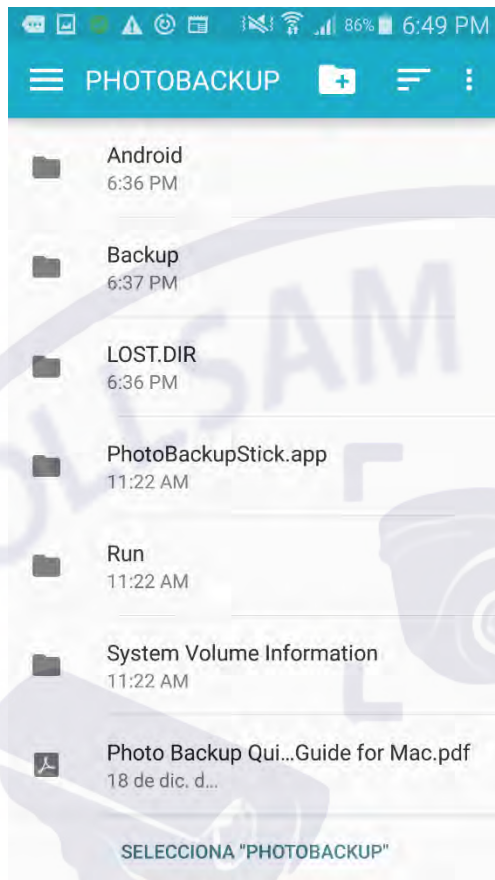 86% 6:49 PM
PHOTOBACKUP
Android
6:36 PM
Backup
6:37 PM
LOST.DIR
6:36 PM
PhotoBackupStick.app
11:22 AM
Run
11:22 AM
System Volume Information
11:22 AM
Photo Backup Qui...Guide for Mac.pdf
18 de dic. d...
SELECCIONA "PHOTOBACKUP"
OLLSAM